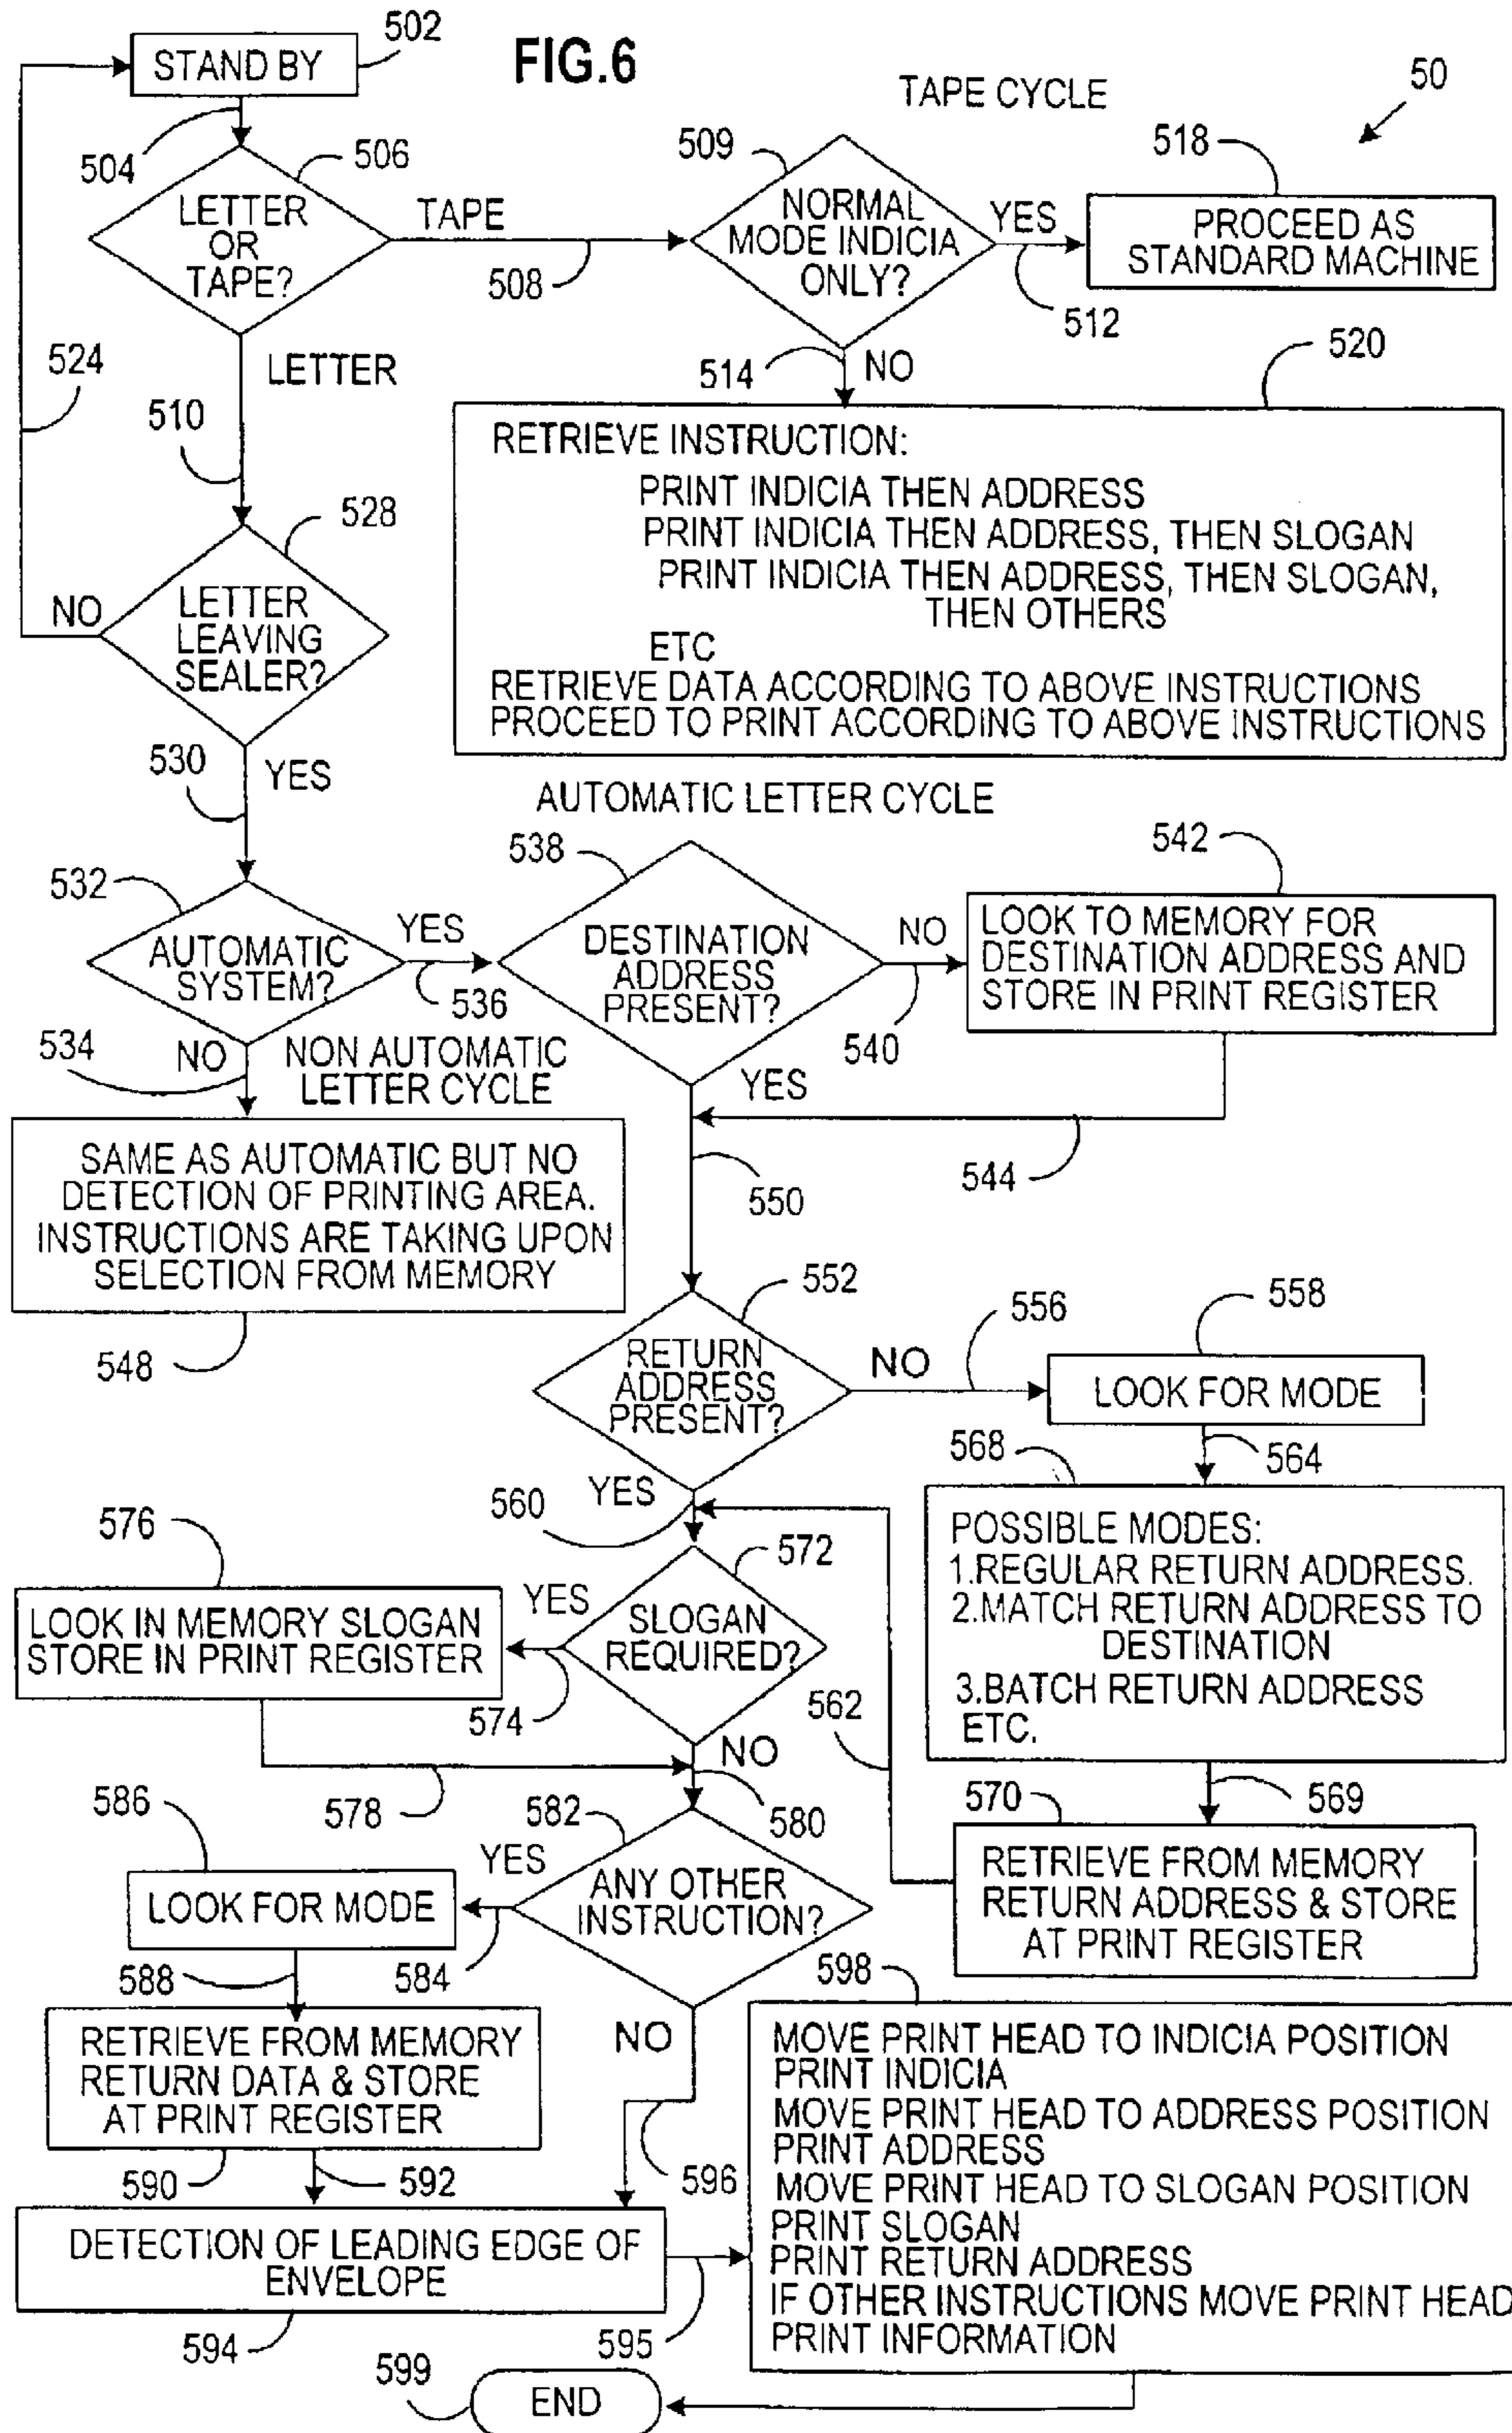 FIG.6
STAND BY
502
TAPE CYCLE
50
504
506
LETTER
OR
TAPE?
TAPE
508
509
NORMAL
MODE INDICIA
ONLY?
YES
512
518
PROCEED AS
STANDARD MACHINE
524
LETTER
510
514
NO
520
RETRIEVE INSTRUCTION:
PRINT INDICIA THEN ADDRESS
PRINT INDICIA THEN ADDRESS, THEN SLOGAN
PRINT INDICIA THEN ADDRESS, THEN SLOGAN,
THEN OTHERS
ETC
RETRIEVE DATA ACCORDING TO ABOVE INSTRUCTIONS
PROCEED TO PRINT ACCORDING TO ABOVE INSTRUCTIONS
528
NO
LETTER
LEAVING
SEALER?
530
YES
AUTOMATIC LETTER CYCLE
532
AUTOMATIC
SYSTEM?
YES
536
538
DESTINATION
ADDRESS
PRESENT?
NO
540
542
LOOK TO MEMORY FOR
DESTINATION ADDRESS AND
STORE IN PRINT REGISTER
534
NO
NON AUTOMATIC
LETTER CYCLE
YES
544
550
SAME AS AUTOMATIC BUT NO
DETECTION OF PRINTING AREA.
INSTRUCTIONS ARE TAKING UPON
SELECTION FROM MEMORY
548
552
RETURN
ADDRESS
PRESENT?
NO
556
558
LOOK FOR MODE
564
568
POSSIBLE MODES:
1.REGULAR RETURN ADDRESS.
2.MATCH RETURN ADDRESS TO
DESTINATION
3.BATCH RETURN ADDRESS
ETC.
YES
560
562
572
SLOGAN
REQUIRED?
YES
574
576
LOOK IN MEMORY SLOGAN
STORE IN PRINT REGISTER
578
NO
580
569
570
RETRIEVE FROM MEMORY
RETURN ADDRESS & STORE
AT PRINT REGISTER
582
ANY OTHER
INSTRUCTION?
YES
584
586
LOOK FOR MODE
588
RETRIEVE FROM MEMORY
RETURN DATA & STORE
AT PRINT REGISTER
590
592
NO
596
DETECTION OF LEADING EDGE OF
ENVELOPE
594
595
598
MOVE PRINT HEAD TO INDICIA POSITION
PRINT INDICIA
MOVE PRINT HEAD TO ADDRESS POSITION
PRINT ADDRESS
MOVE PRINT HEAD TO SLOGAN POSITION
PRINT SLOGAN
PRINT RETURN ADDRESS
IF OTHER INSTRUCTIONS MOVE PRINT HEAD
PRINT INFORMATION
599
END